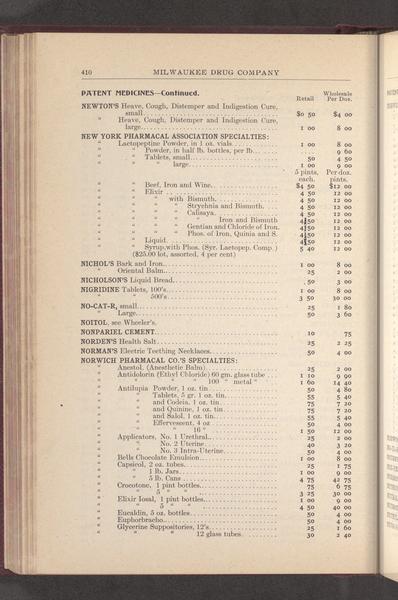 410 MILWAUKEE DRUG COMPANY
PATENT MEDICINES—Continued.
Retail Wholesale Per Doz.
NEWTON'S Heave, Cough, Distemper and Indigestion Cure,
small $0 50 $4 00
" Heave, Cough, Distemper and Indigestion Cure,
large 1 00 8 00
NEW YORK PHARMACAL ASSOCIATION SPECIALTIES:
" Lactopeptine Powder, in 1 oz. vials 1 00 8 00
" " Powder, in half lb. bottles, per lb. 9 60
" " Tablets, small 50 4 50
" " " large 1 00 9 00
5 pints, each. Per doz. pints.
" " Beef, Iron and Wine $4 50 $12 00
" " Elixir 4 50 12 00
" " " with Bismuth 4 50 12 00
" " " " Strychnia and Bismuth 4 50 12 00
" " " " Calisaya 4 50 12 00
" " " " " Iron and Bismuth 4 50 12 00
" " " " Gentian and Chloride of Iron 4 50 12 00
" " " " Phos. of Iron, Quinia and S. 4 50 12 00
" " Liquid 4 50 12 00
" " Syrup, with Phos. (Syr. Lactopep. Comp.) 5 40 12 00
($25.00 lot, assorted, 4 per cent)
NICHOL'S Bark and Iron 1 00 8 00
" Oriental Balm 25 2 00
NICHOLSON'S Liquid Bread 50 3 00
NIGRIDINE Tablets, 100's 1 00 8 00
" " 500's 3 50 30 00
NO-CAT-R, small 25 1 80
" Large 50 3 60
NOITOL, see Wheeler's.
NONPARIEL CEMENT 10 75
NORDEN'S Health Salt 25 2 25
NORMAN'S Electric Teething Necklaces 50 4 00
NORWICH PHARMACAL CO.'S SPECIALTIES:
" Anestol, (Anesthetic Balm) 25 2 00
" Antidolorin (Ethyl Chloride) 60 gm. glass tube 1 10 9 90
" " " " 100 " metal " 1 60 14 40
" Antilupia Powder, 1 oz. tin 50 4 80
" " Tablets, 5 gr. 1 oz. tin 55 5 40
" " and Codeia, 1 oz. tin 75 7 20
" " and Quinine, 1 oz. tin 75 7 20
" " and Salol, 1 oz. tin 55 5 40
" " Effervescent, 4 oz 50 4 00
" " " 16 " 1 50 12 00
" Applicators, No. 1 Urethral 25 2 00
" " No. 2 Uterine 40 3 20
" " No. 3 Intra-Uterine 50 4 00
" Bells Chocolate Emulsion 1 00 8 00
" Capsicol, 2 oz. tubes 25 1 75
" " 1 lb. Jars 1 00 9 00
" " 5 lb. Cans 4 75 42 75
" Crocotone, 1 pint bottles 75 6 75
" " 5 " " 3 25 30 00
" Elixir Iosal, 1 pint bottles 1 00 9 00
" " 5 " " 4 50 40 00
" Eucaldin, 5 oz. bottles 50 4 00
" Euphorbracho 50 4 00
" Glycerine Suppositories, 12's 25 1 60
" " " 12 glass tubes 30 2 40